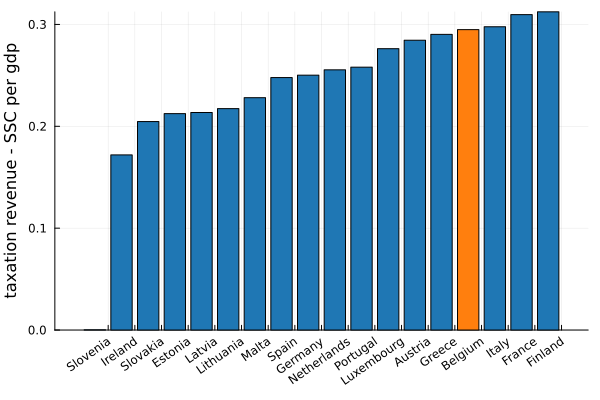 taxation revenue - SSC per gdp
0.3
0.2
0.1
0.0
Slovenia
Ireland
Slovakia
Estonia
Latvia
Lithuania
Malta
Spain
Germany
Netherlands
Portugal
Luxembourg
Austria
Greece
Belgium
Italy
France
Finland